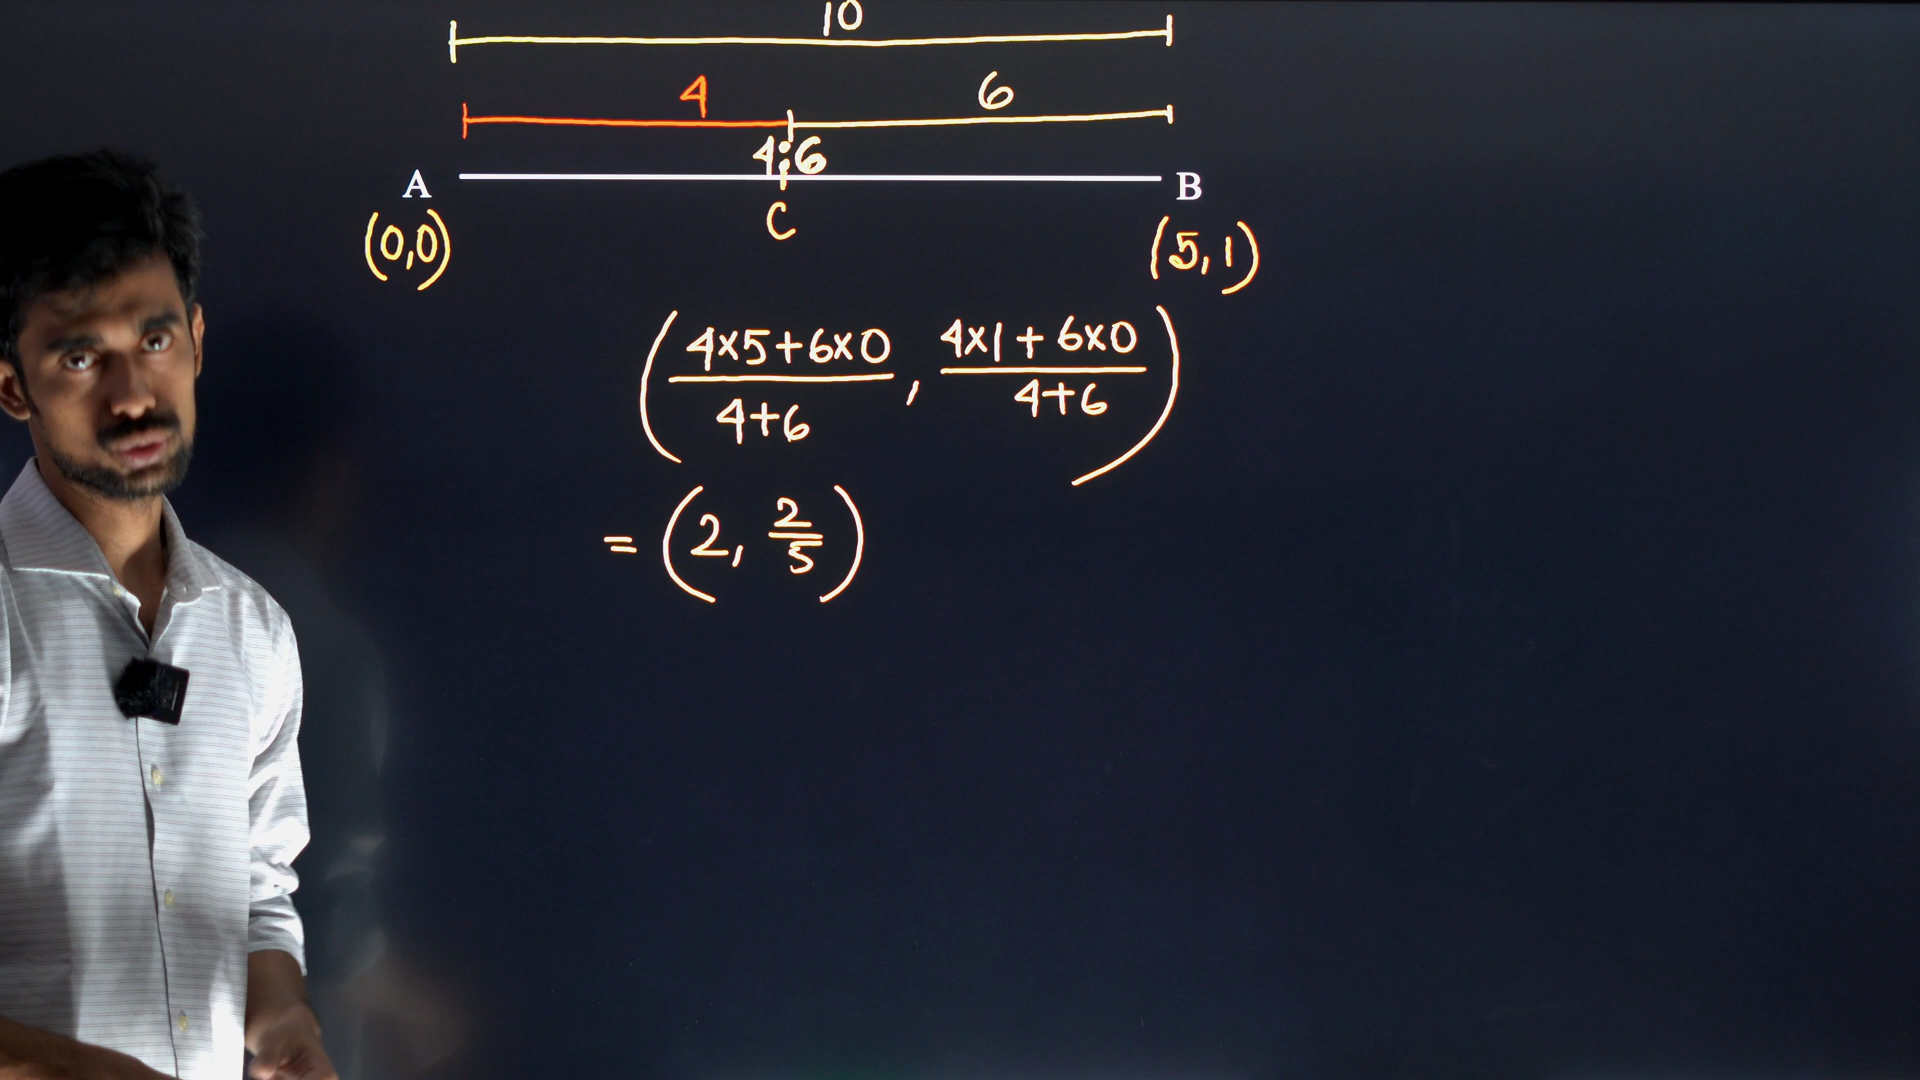 10
4 6
4:6
A B
C
(0,0) (5,1)
(4×5+6×0/4+6, 4×1+6×0/4+6)
= (2, 2/5)